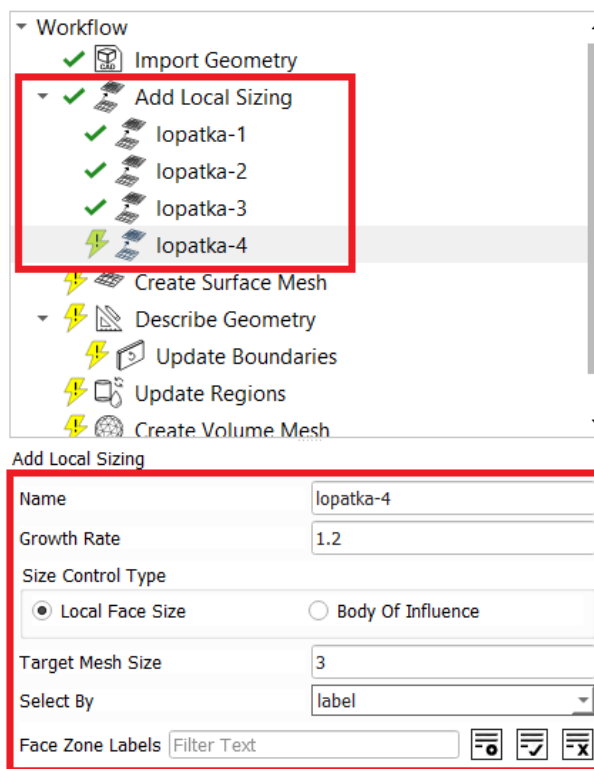 Workflow
Import Geometry
Add Local Sizing
lopatka-1
lopatka-2
lopatka-3
lopatka-4
Create Surface Mesh
Describe Geometry
Update Boundaries
Update Regions
Create Volume Mesh
Add Local Sizing
Name lopatka-4
Growth Rate 1.2
Size Control Type
Local Face Size Body Of Influence
Target Mesh Size 3
Select By label
Face Zone Labels Filter Text